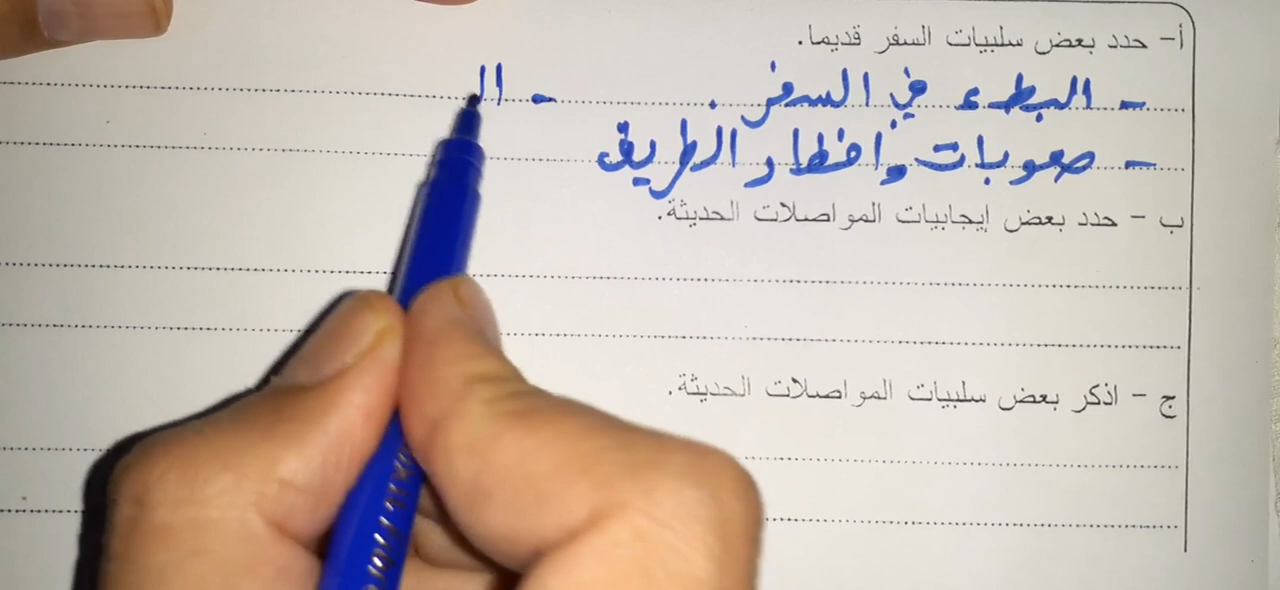 أ- حدد بعض سلبيات السفر قديما.
- البطء في السفر. - ال
- صعوبات وأخطار الطريق
ب - حدد بعض إيجابيات المواصلات الحديثة.
ج - اذكر بعض سلبيات المواصلات الحديثة.